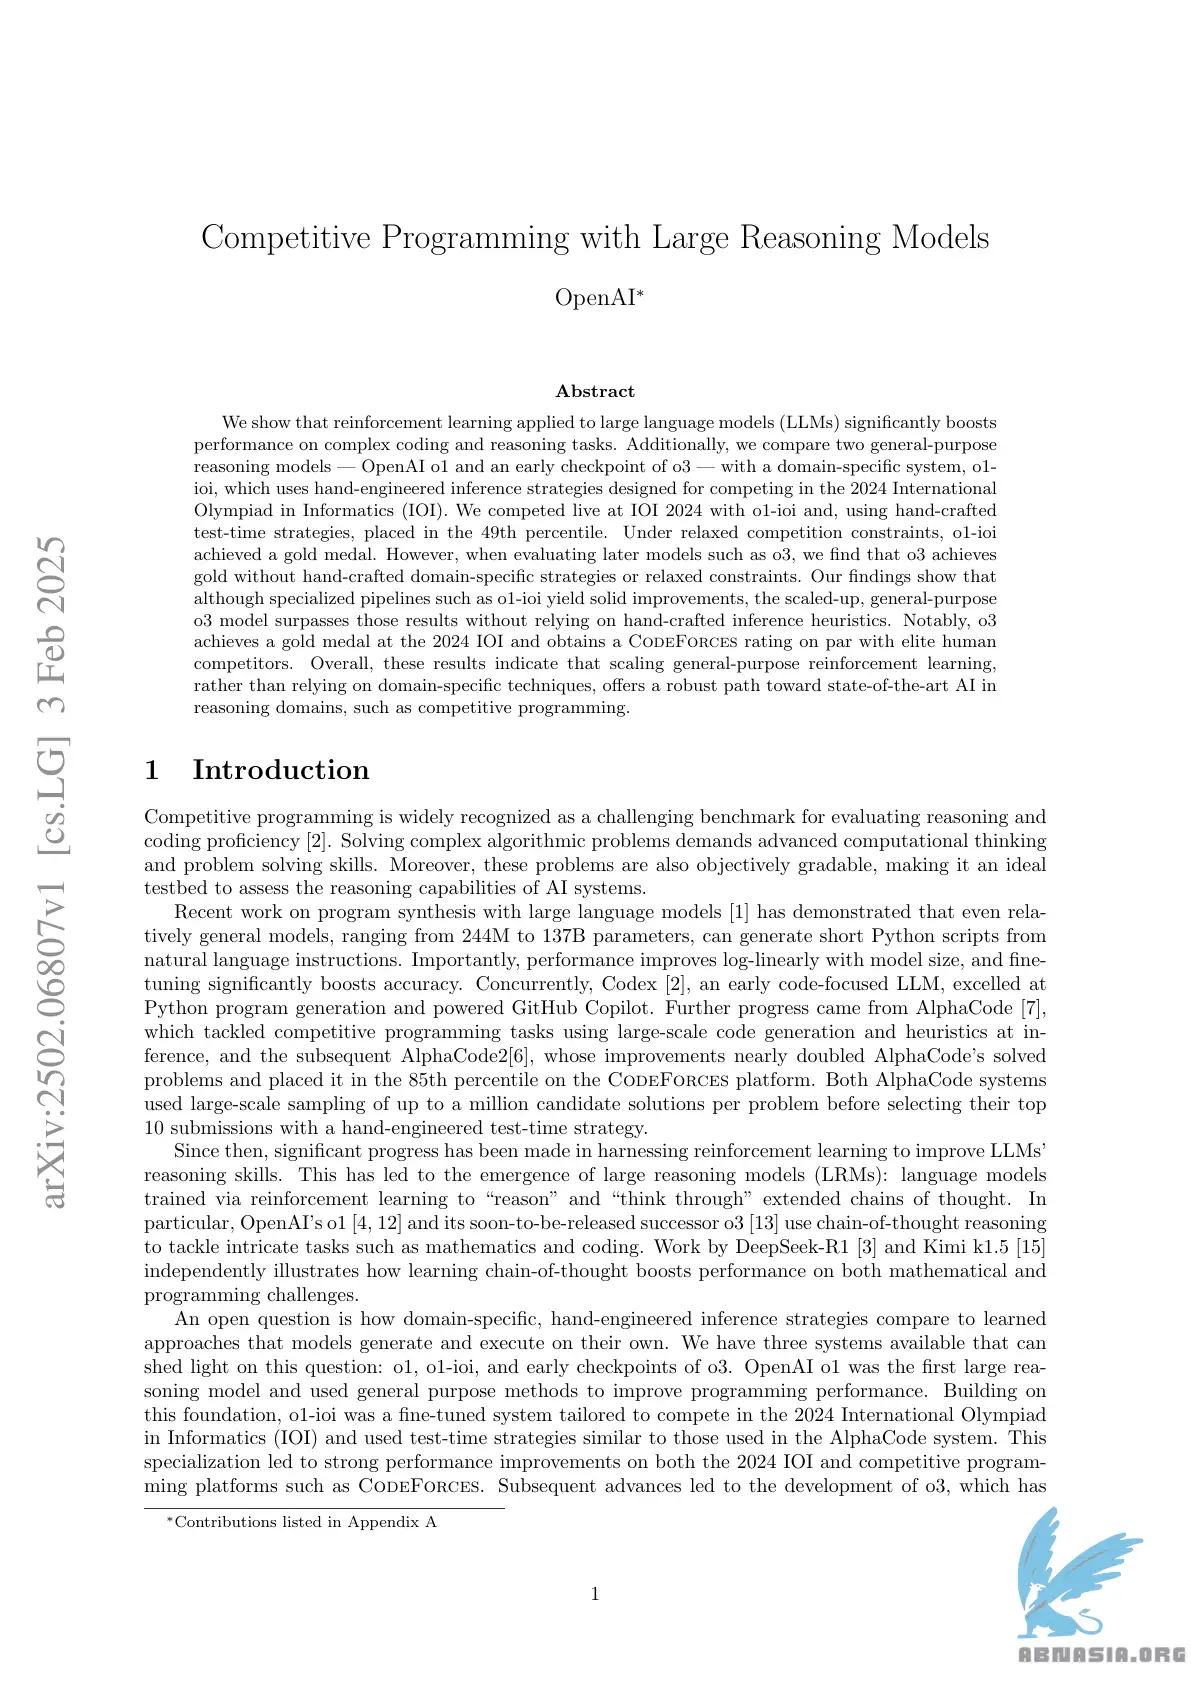 Competitive Programming with Large Reasoning Models
OpenAI*
Abstract
We show that reinforcement learning applied to large language models (LLMs) significantly boosts
performance on complex coding and reasoning tasks. Additionally, we compare two general-purpose
reasoning models — OpenAI o1 and an early checkpoint of o3 — with a domain-specific system, o1-
ioi, which uses hand-engineered inference strategies designed for competing in the 2024 International
Olympiad in Informatics (IOI). We competed live at IOI 2024 with o1-ioi and, using hand-crafted
test-time strategies, placed in the 49th percentile. Under relaxed competition constraints, o1-ioi
achieved a gold medal. However, when evaluating later models such as o3, we find that o3 achieves
gold without hand-crafted domain-specific strategies or relaxed constraints. Our findings show that
although specialized pipelines such as o1-ioi yield solid improvements, the scaled-up, general-purpose
o3 model surpasses those results without relying on hand-crafted inference heuristics. Notably, o3
achieves a gold medal at the 2024 IOI and obtains a CODEFORCES rating on par with elite human
competitors. Overall, these results indicate that scaling general-purpose reinforcement learning,
rather than relying on domain-specific techniques, offers a robust path toward state-of-the-art AI in
reasoning domains, such as competitive programming.
1 Introduction
Competitive programming is widely recognized as a challenging benchmark for evaluating reasoning and
coding proficiency [2]. Solving complex algorithmic problems demands advanced computational thinking
and problem solving skills. Moreover, these problems are also objectively gradable, making it an ideal
testbed to assess the reasoning capabilities of AI systems.
Recent work on program synthesis with large language models [1] has demonstrated that even rela-
tively general models, ranging from 244M to 137B parameters, can generate short Python scripts from
natural language instructions. Importantly, performance improves log-linearly with model size, and fine-
tuning significantly boosts accuracy. Concurrently, Codex [2], an early code-focused LLM, excelled at
Python program generation and powered GitHub Copilot. Further progress came from AlphaCode [7],
which tackled competitive programming tasks using large-scale code generation and heuristics at in-
ference, and the subsequent AlphaCode2[6], whose improvements nearly doubled AlphaCode's solved
problems and placed it in the 85th percentile on the CODEFORCES platform. Both AlphaCode systems
used large-scale sampling of up to a million candidate solutions per problem before selecting their top
10 submissions with a hand-engineered test-time strategy.
Since then, significant progress has been made in harnessing reinforcement learning to improve LLMs'
reasoning skills. This has led to the emergence of large reasoning models (LRMs): language models
trained via reinforcement learning to “reason” and “think through” extended chains of thought. In
particular, OpenAI's o1 [4, 12] and its soon-to-be-released successor o3 [13] use chain-of-thought reasoning
to tackle intricate tasks such as mathematics and coding. Work by DeepSeek-R1 [3] and Kimi k1.5 [15]
independently illustrates how learning chain-of-thought boosts performance on both mathematical and
programming challenges.
An open question is how domain-specific, hand-engineered inference strategies compare to learned
approaches that models generate and execute on their own. We have three systems available that can
shed light on this question: o1, o1-ioi, and early checkpoints of o3. OpenAI o1 was the first large rea-
soning model and used general purpose methods to improve programming performance. Building on
this foundation, o1-ioi was a fine-tuned system tailored to compete in the 2024 International Olympiad
in Informatics (IOI) and used test-time strategies similar to those used in the AlphaCode system. This
specialization led to strong performance improvements on both the 2024 IOI and competitive program-
ming platforms such as CODEFORCES. Subsequent advances led to the development of o3, which has
*Contributions listed in Appendix A
1
arXiv:2502.06807v1 [cs.LG] 3 Feb 2025
ABNASIA.ORG